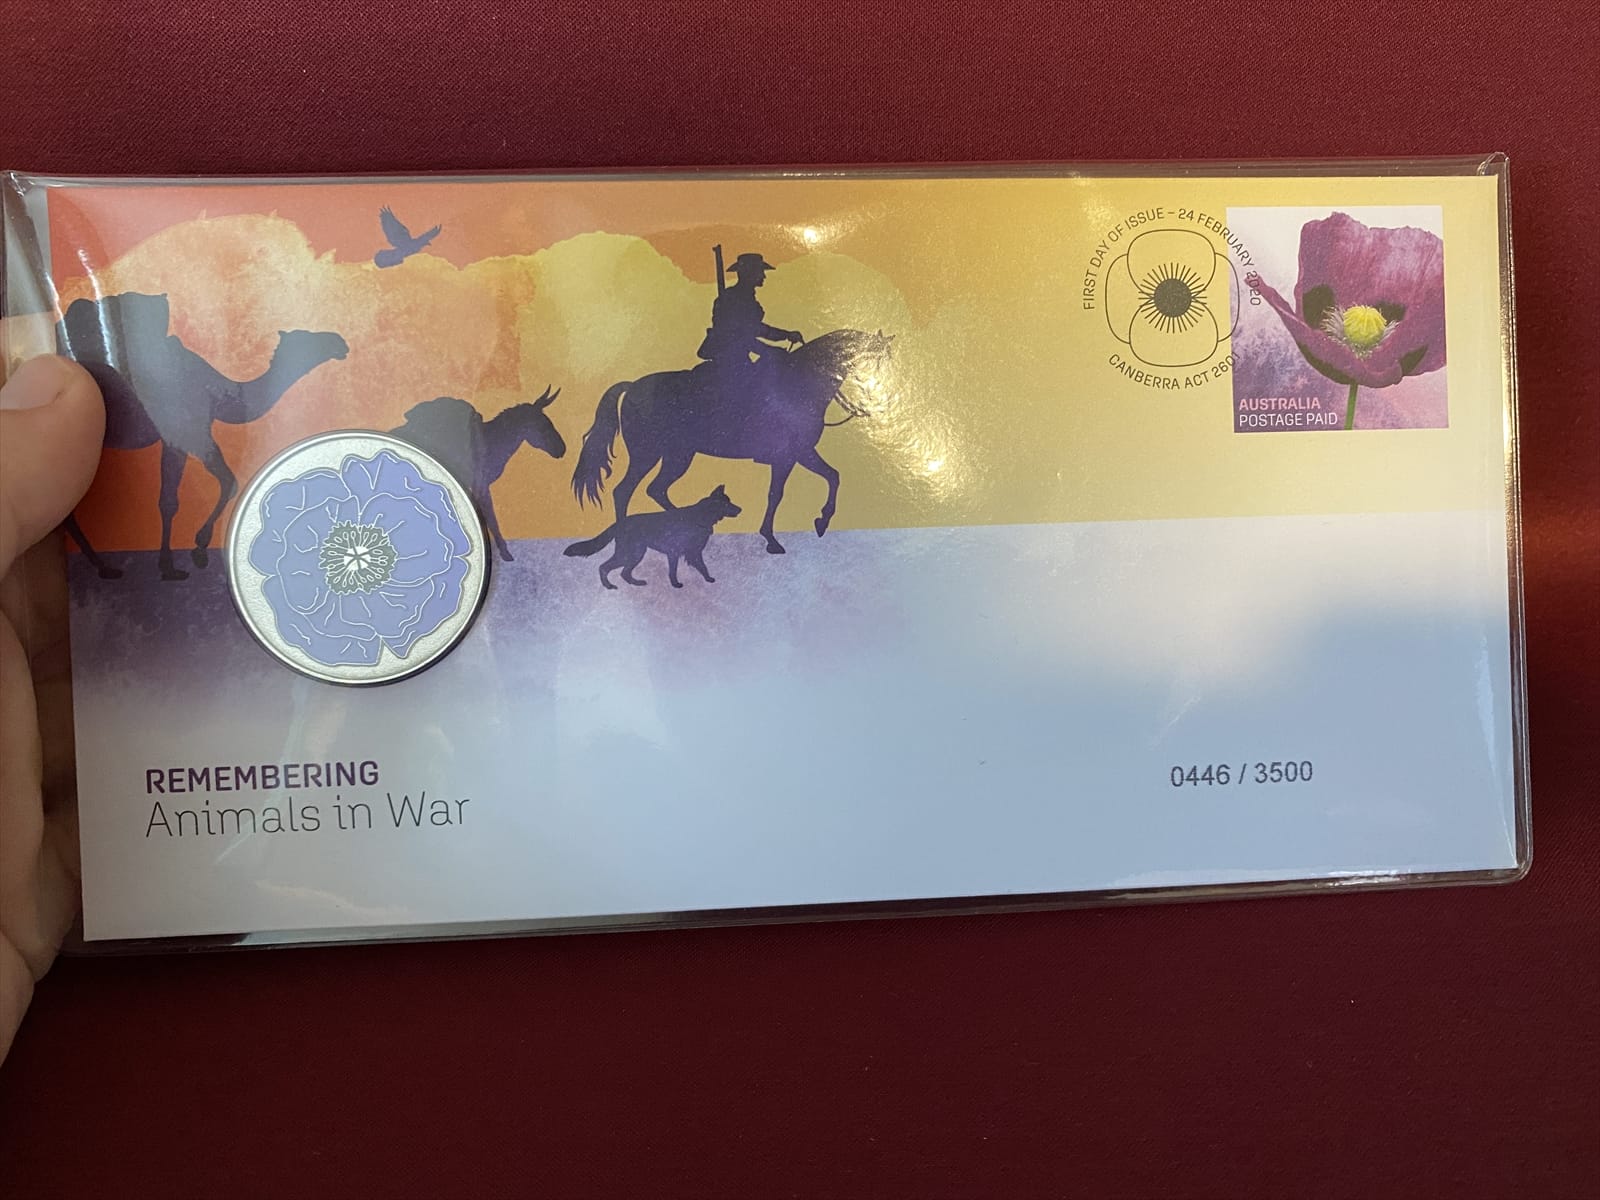 FIRST DAY OF ISSUE – 24 FEBRUARY 2020
CANBERRA ACT 2601
AUSTRALIA
POSTAGE PAID
REMEMBERING
Animals in War
0446 / 3500